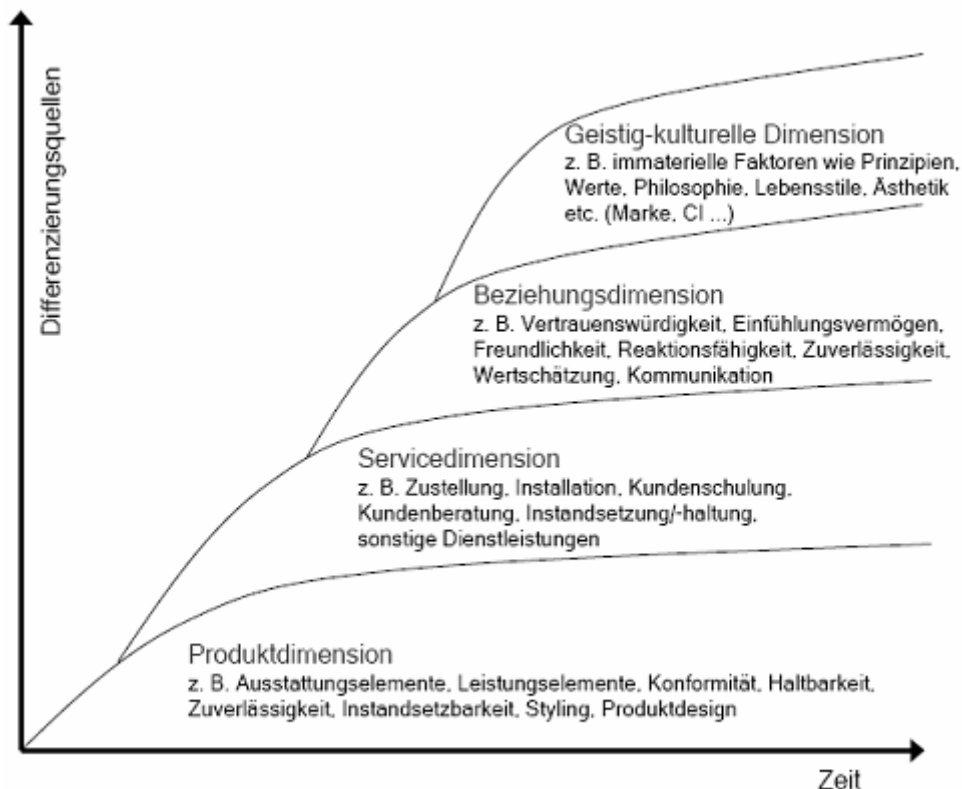 Differenzierungsquellen
Geistig-kulturelle Dimension
z. B. immaterielle Faktoren wie Prinzipien,
Werte, Philosophie, Lebensstile, Ästhetik
etc. (Marke, CI ...)
Beziehungsdimension
z. B. Vertrauenswürdigkeit, Einfühlungsvermögen,
Freundlichkeit, Reaktionsfähigkeit, Zuverlässigkeit,
Wertschätzung, Kommunikation
Servicedimension
z. B. Zustellung, Installation, Kundenschulung,
Kundenberatung, Instandsetzung/-haltung,
sonstige Dienstleistungen
Produktdimension
z. B. Ausstattungselemente, Leistungselemente, Konformität, Haltbarkeit,
Zuverlässigkeit, Instandsetzbarkeit, Styling, Produktdesign
Zeit